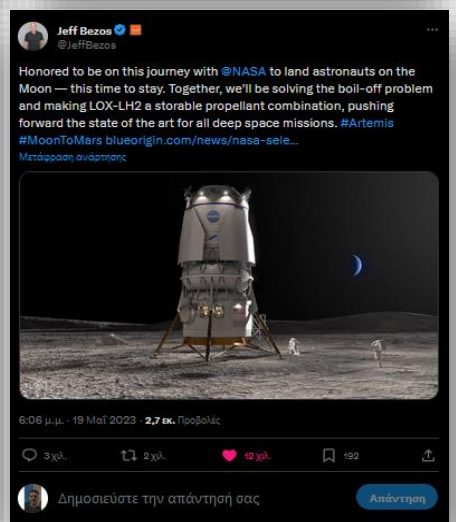 Jeff Bezos
@JeffBezos
Honored to be on this journey with @NASA to land astronauts on the
Moon — this time to stay. Together, we'll be solving the boil-off problem
and making LOX-LH2 a storable propellant combination, pushing
forward the state of the art for all deep space missions. #Artemis
#MoonToMars blueorigin.com/news/nasa-sele…
Μετάφραση ανάρτησης
NASA
6:06 μ.μ. · 19 Μαΐ 2023 · 2,7 εκ. Προβολές
3 χιλ. 2 χιλ. 12 χιλ. 192
Δημοσιεύστε την απάντησή σας
Απάντηση